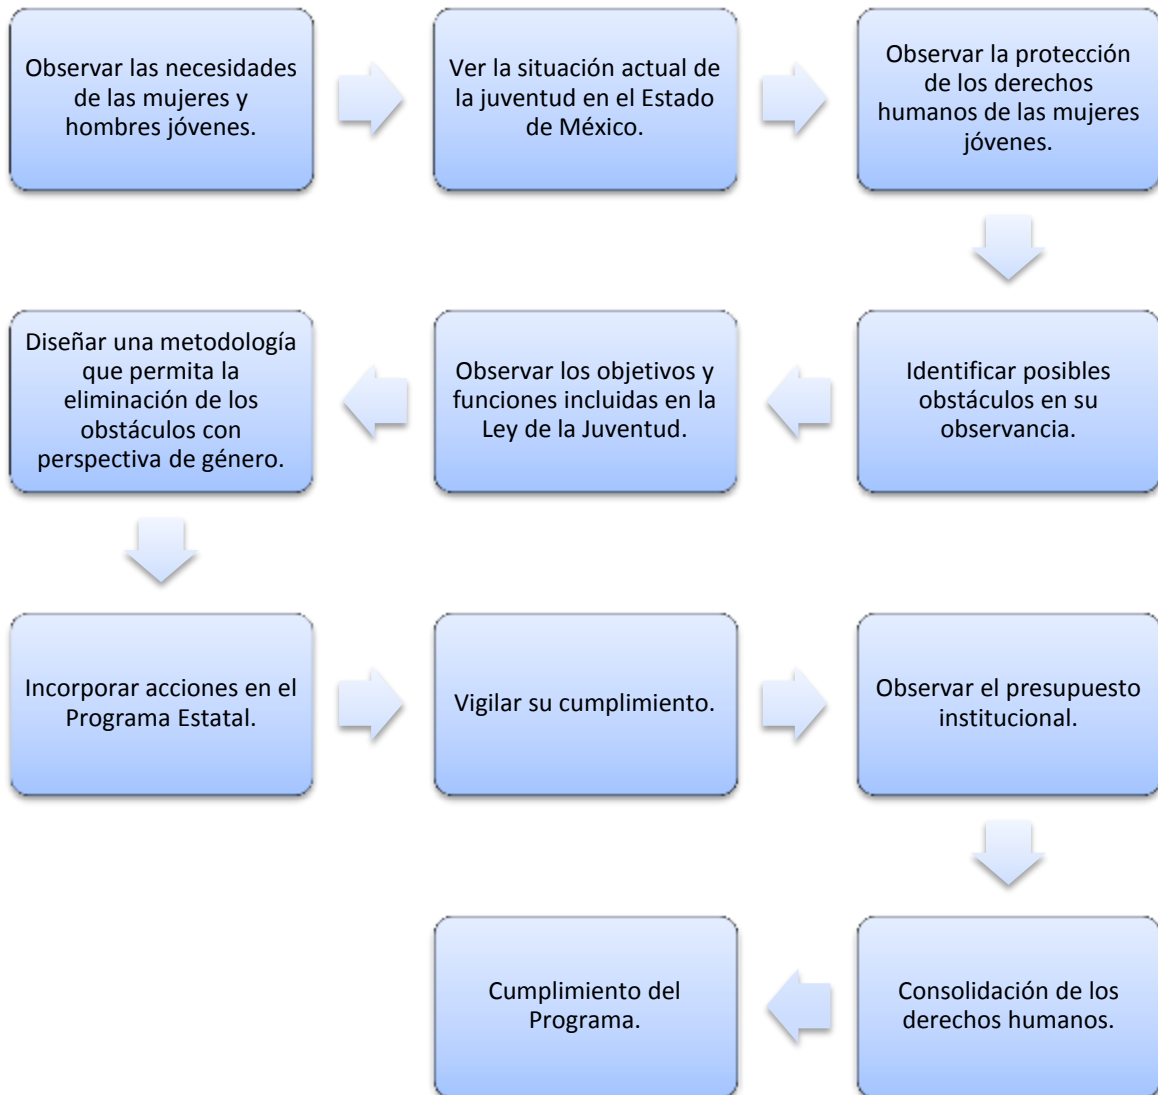 Observar las necesidades
de las mujeres y
hombres jóvenes.
Ver la situación actual de
la juventud en el Estado
de México.
Observar la protección
de los derechos
humanos de las mujeres
jóvenes.
Identificar posibles
obstáculos en su
observancia.
Observar los objetivos y
funciones incluidas en la
Ley de la Juventud.
Diseñar una metodología
que permita la
eliminación de los
obstáculos con
perspectiva de género.
Incorporar acciones en el
Programa Estatal.
Vigilar su cumplimiento.
Observar el presupuesto
institucional.
Consolidación de los
derechos humanos.
Cumplimiento del
Programa.